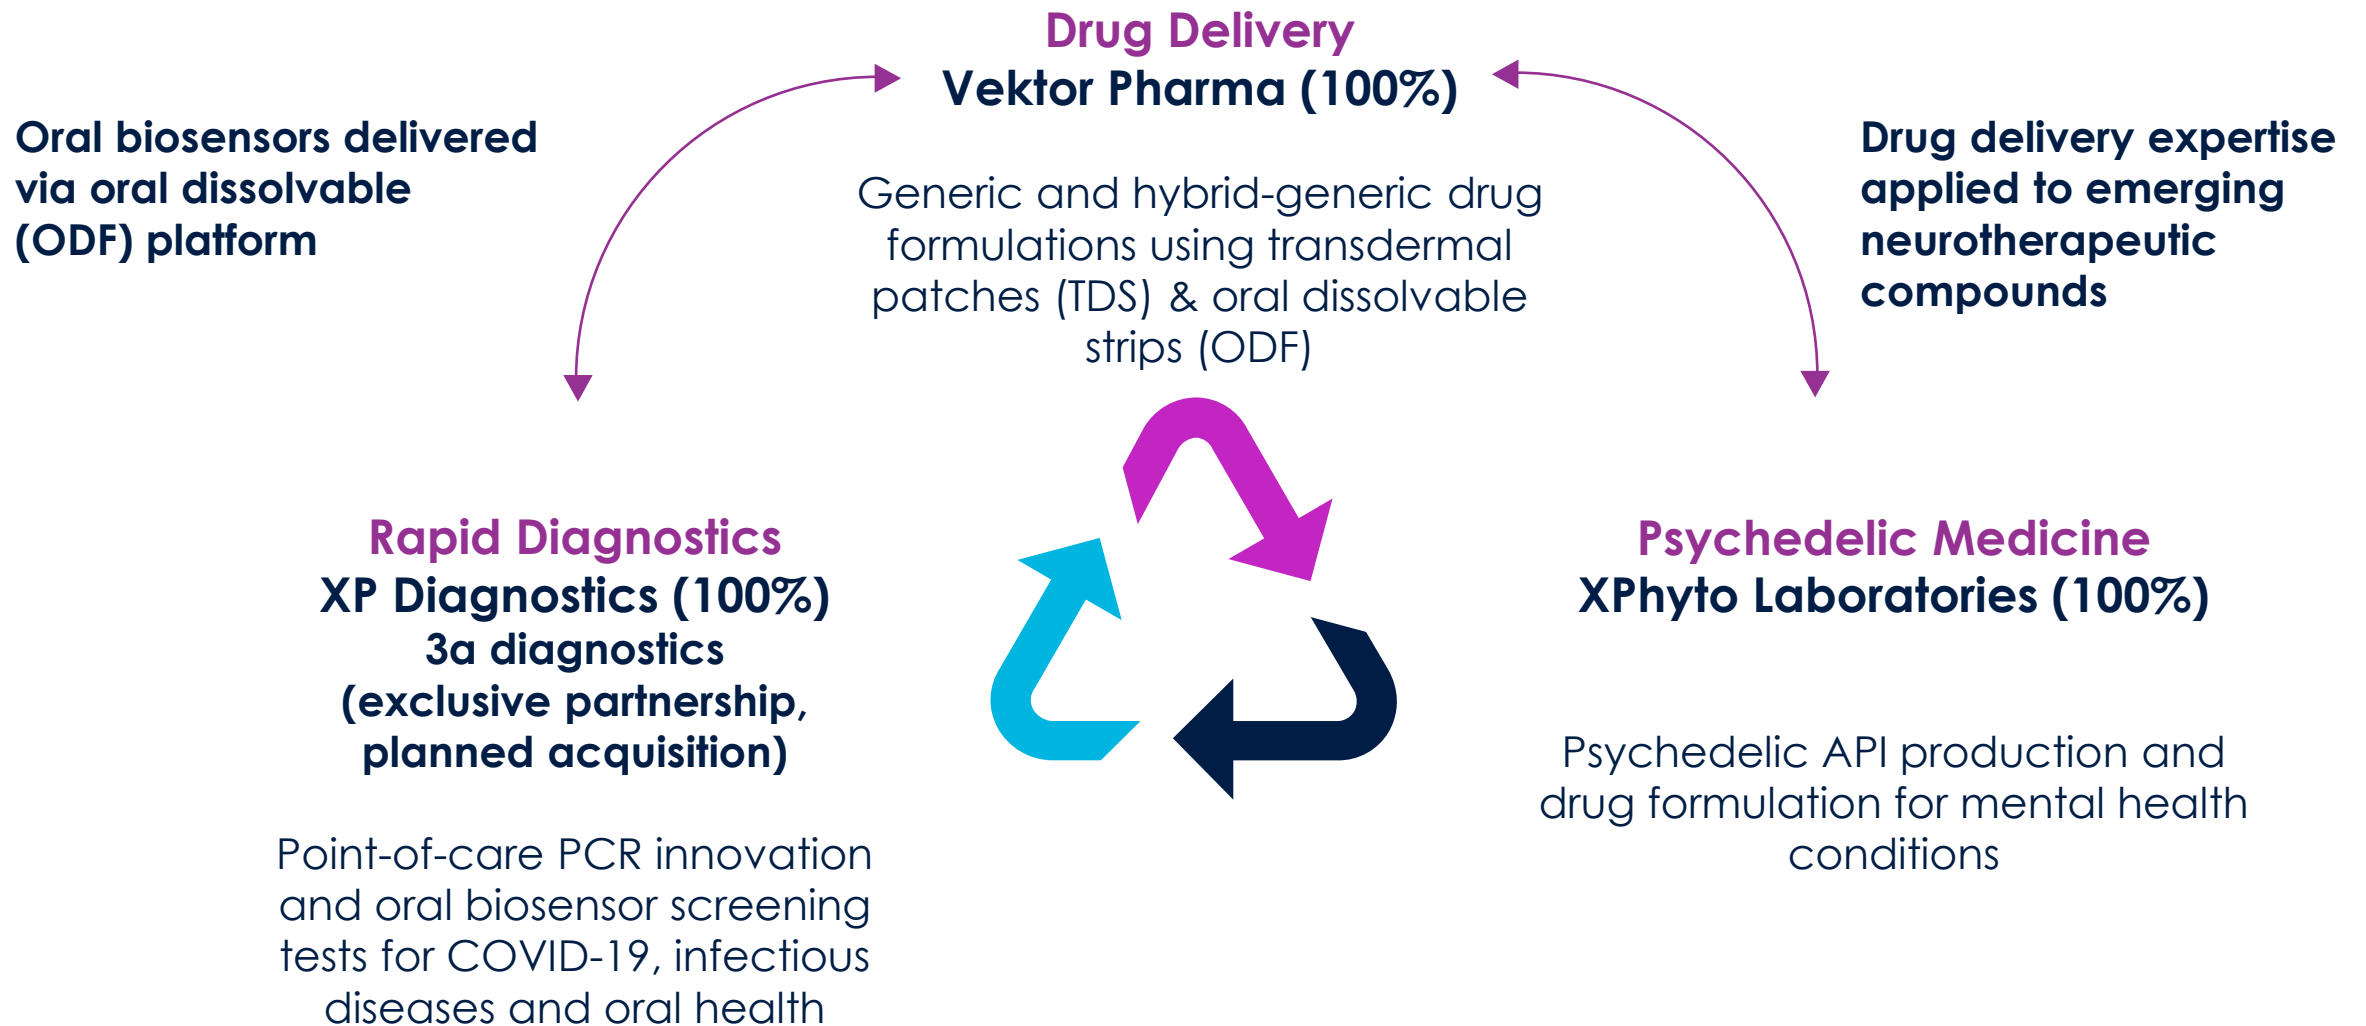 Drug Delivery
Vektor Pharma (100%)
Generic and hybrid-generic drug
formulations using transdermal
patches (TDS) & oral dissolvable
strips (ODF)
Oral biosensors delivered
via oral dissolvable
(ODF) platform
Drug delivery expertise
applied to emerging
neurotherapeutic
compounds
Rapid Diagnostics
XP Diagnostics (100%)
3a diagnostics
(exclusive partnership,
planned acquisition)
Point-of-care PCR innovation
and oral biosensor screening
tests for COVID-19, infectious
diseases and oral health
Psychedelic Medicine
XPhyto Laboratories (100%)
Psychedelic API production and
drug formulation for mental health
conditions